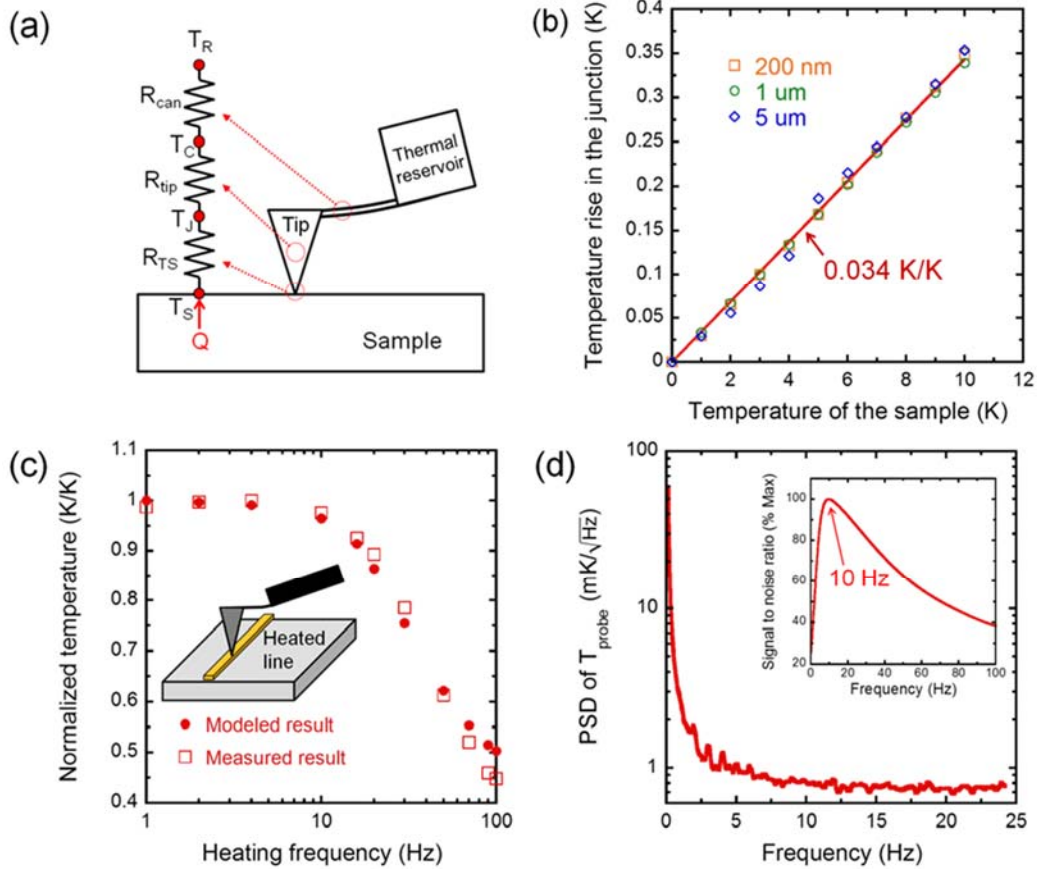 (a)
T_R
R_can
T_C
R_tip
T_J
R_TS
T_S
Q
Tip
Thermal
reservoir
Sample
(b)
Temperature rise in the junction (K)
0.4
0.35
0.3
0.25
0.2
0.15
0.1
0.05
0
200 nm
1 um
5 um
0.034 K/K
0 2 4 6 8 10 12
Temperature of the sample (K)
(c)
Normalized temperature (K/K)
1.1
1
0.9
0.8
0.7
0.6
0.5
0.4
Heated
line
Modeled result
Measured result
1 10 100
Heating frequency (Hz)
(d)
PSD of T_probe (mK/√Hz)
100
10
1
Signal to noise ratio (% Max)
100
80
60
40
20
10 Hz
0 20 40 60 80 100
Frequency (Hz)
0 5 10 15 20 25
Frequency (Hz)